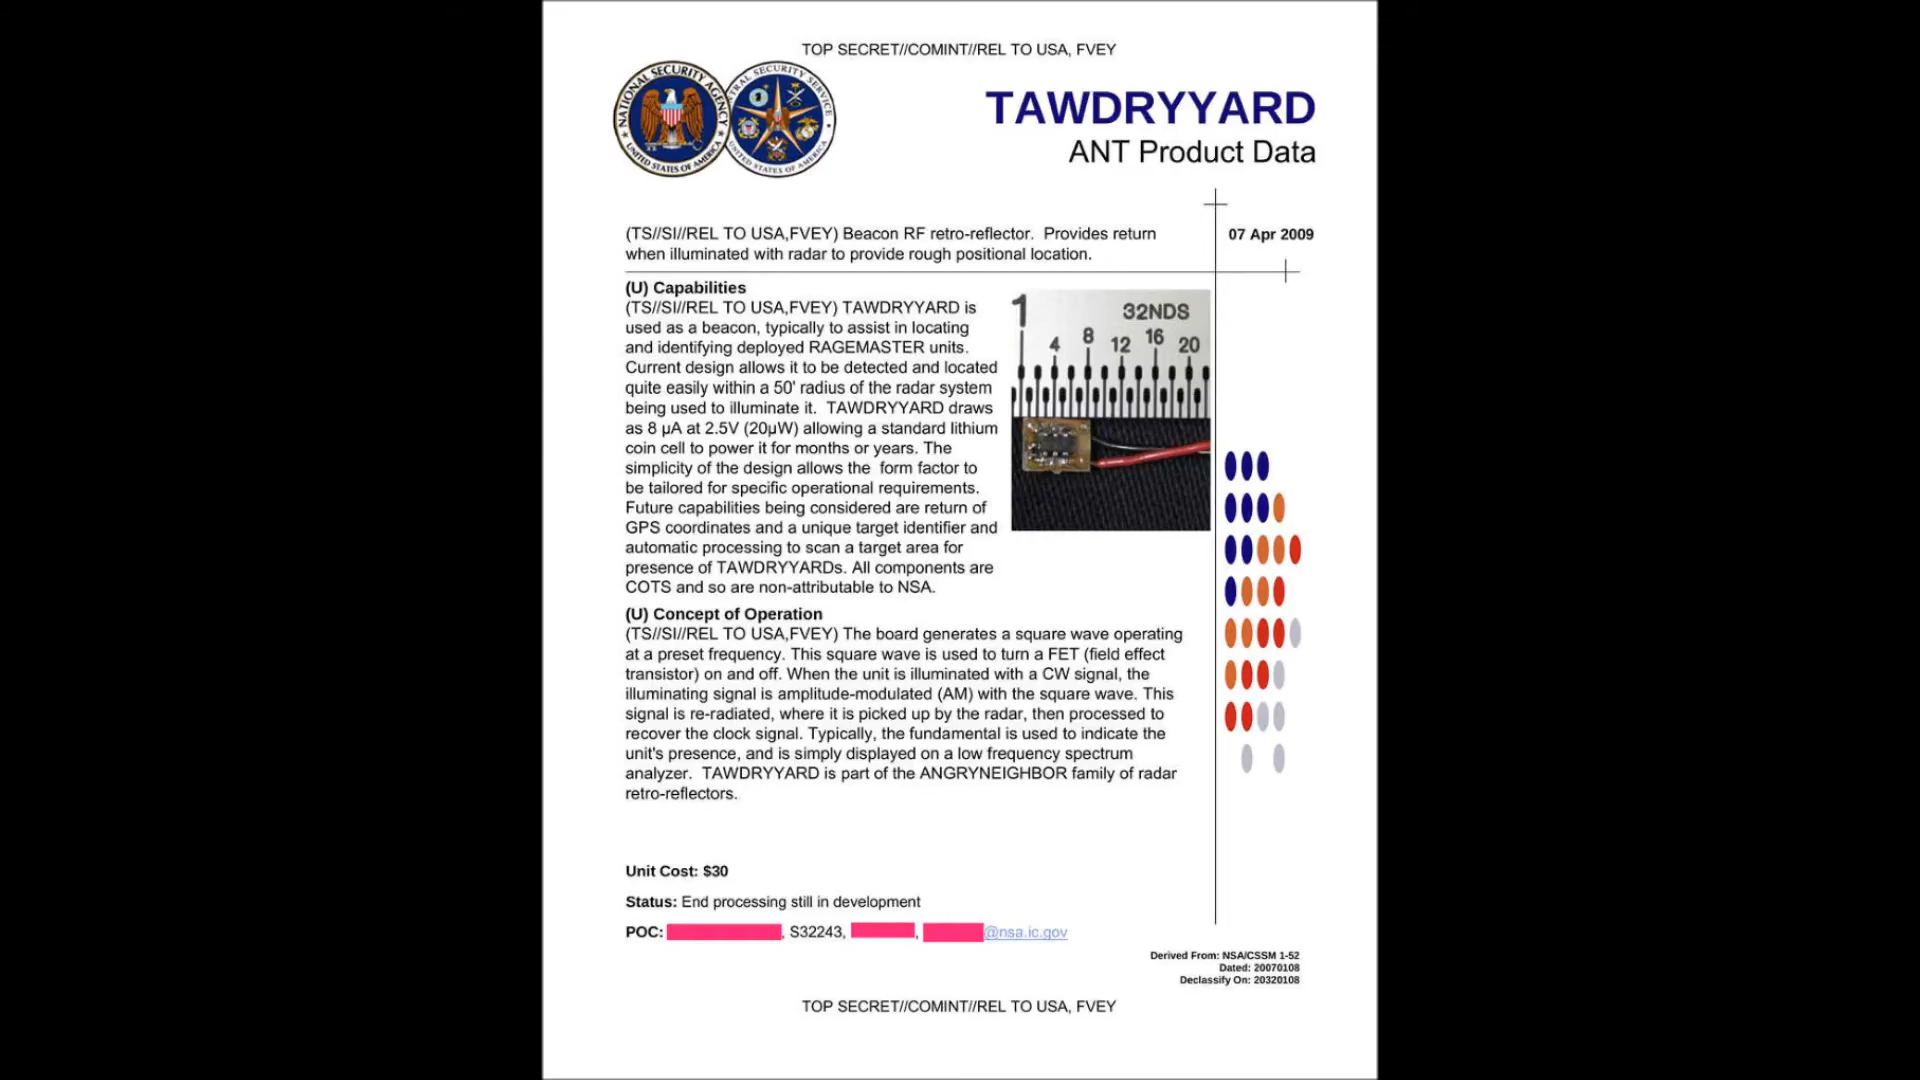 TOP SECRET//COMINT//REL TO USA, FVEY
NATIONAL SECURITY AGENCY
UNITED STATES OF AMERICA
TRAL SECURITY SERVICE
UNITED STATES OF AMERICA
TAWDRYYARD
ANT Product Data
(TS//SI//REL TO USA,FVEY) Beacon RF retro-reflector.  Provides return
when illuminated with radar to provide rough positional location.
07 Apr 2009
(U) Capabilities
(TS//SI//REL TO USA,FVEY) TAWDRYYARD is
used as a beacon, typically to assist in locating
and identifying deployed RAGEMASTER units.
Current design allows it to be detected and located
quite easily within a 50' radius of the radar system
being used to illuminate it.  TAWDRYYARD draws
as 8 µA at 2.5V (20µW) allowing a standard lithium
coin cell to power it for months or years. The
simplicity of the design allows the  form factor to
be tailored for specific operational requirements.
Future capabilities being considered are return of
GPS coordinates and a unique target identifier and
automatic processing to scan a target area for
presence of TAWDRYYARDs. All components are
COTS and so are non-attributable to NSA.
1
32NDS
4 8 12 16 20
(U) Concept of Operation
(TS//SI//REL TO USA,FVEY) The board generates a square wave operating
at a preset frequency. This square wave is used to turn a FET (field effect
transistor) on and off. When the unit is illuminated with a CW signal, the
illuminating signal is amplitude-modulated (AM) with the square wave. This
signal is re-radiated, where it is picked up by the radar, then processed to
recover the clock signal. Typically, the fundamental is used to indicate the
unit's presence, and is simply displayed on a low frequency spectrum
analyzer.  TAWDRYYARD is part of the ANGRYNEIGHBOR family of radar
retro-reflectors.
Unit Cost: $30
Status: End processing still in development
POC: , S32243, , @nsa.ic.gov
Derived From: NSA/CSSM 1-52
Dated: 20070108
Declassify On: 20320108
TOP SECRET//COMINT//REL TO USA, FVEY